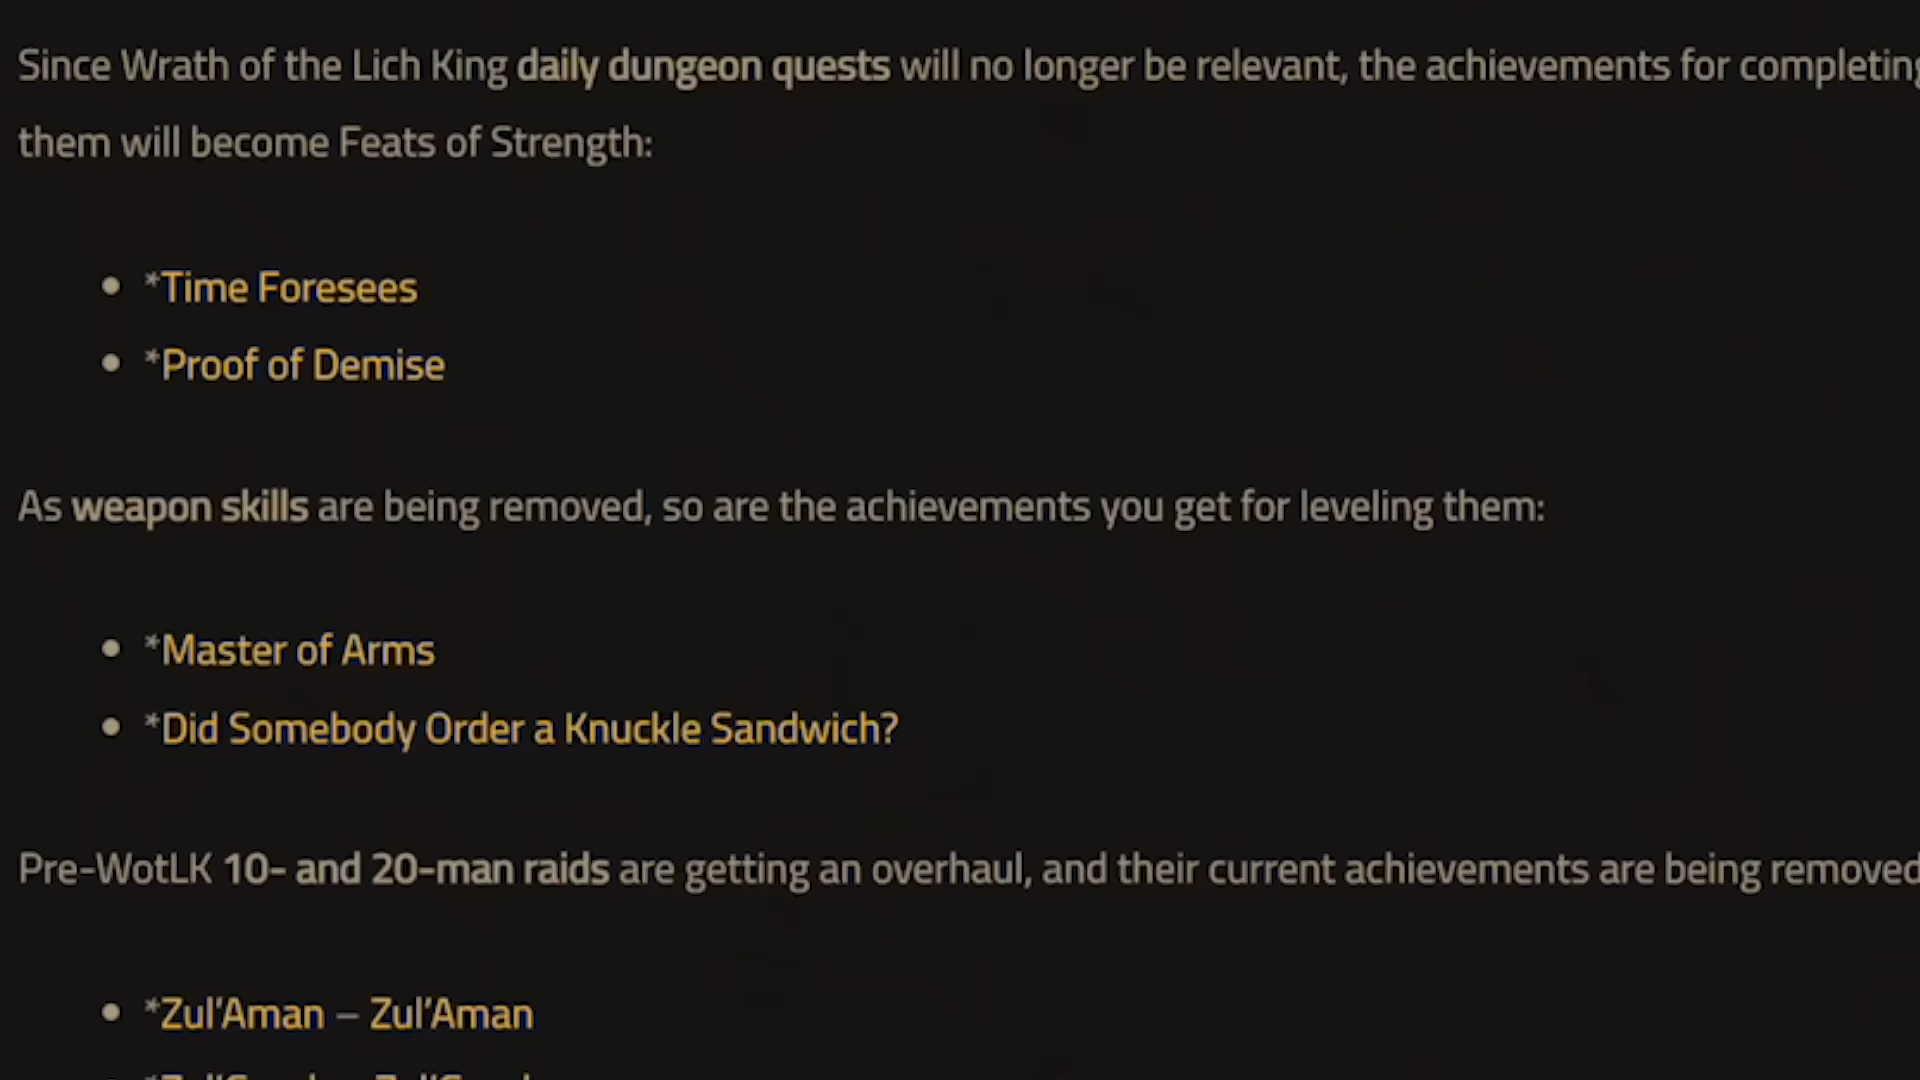 Since Wrath of the Lich King daily dungeon quests will no longer be relevant, the achievements for completing
them will become Feats of Strength:
*Time Foresees
*Proof of Demise
As weapon skills are being removed, so are the achievements you get for leveling them:
*Master of Arms
*Did Somebody Order a Knuckle Sandwich?
Pre-WotLK 10- and 20-man raids are getting an overhaul, and their current achievements are being removed
*Zul’Aman – Zul’Aman